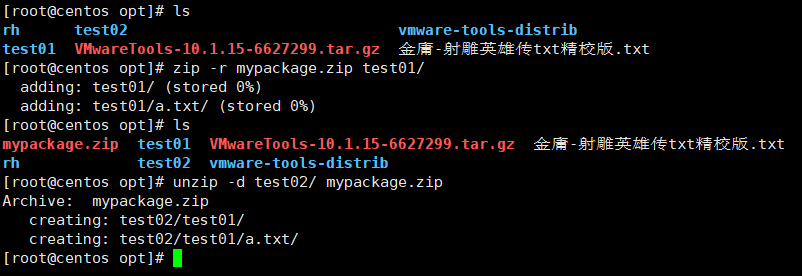 [root@centos opt]# ls
rh      test02                              vmware-tools-distrib
test01  VMwareTools-10.1.15-6627299.tar.gz  金庸-射雕英雄传txt精校版.txt
[root@centos opt]# zip -r mypackage.zip test01/
  adding: test01/ (stored 0%)
  adding: test01/a.txt/ (stored 0%)
[root@centos opt]# ls
mypackage.zip  test01  VMwareTools-10.1.15-6627299.tar.gz  金庸-射雕英雄传txt精校版.txt
rh             test02  vmware-tools-distrib
[root@centos opt]# unzip -d test02/ mypackage.zip
Archive:  mypackage.zip
   creating: test02/test01/
   creating: test02/test01/a.txt/
[root@centos opt]#